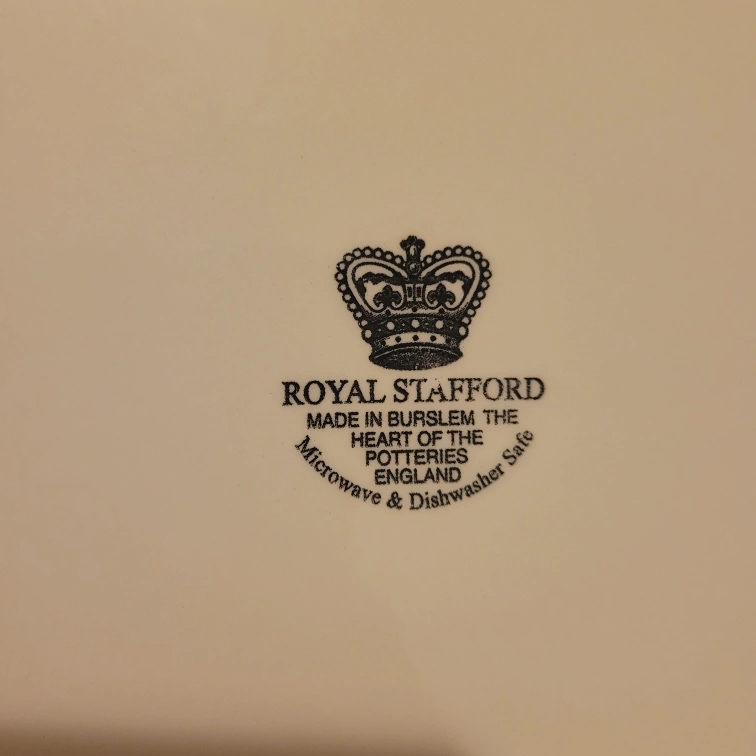 ROYAL STAFFORD
MADE IN BURSLEM THE
HEART OF THE
POTTERIES
ENGLAND
Microwave & Dishwasher Safe